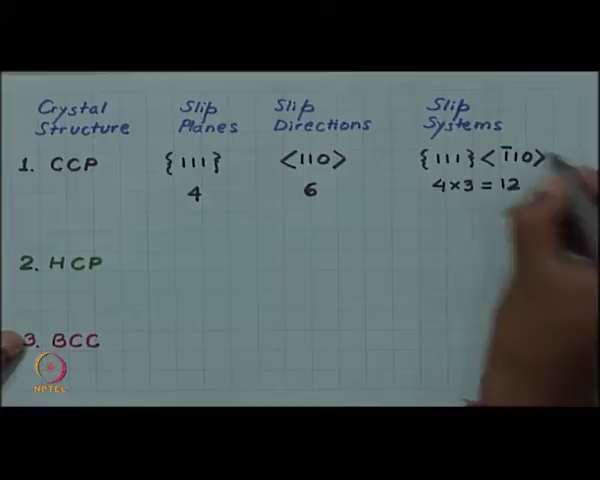 Crystal Structure
Slip Planes
Slip Directions
Slip Systems
1. CCP {111} <110> {111}<1̅10>
4 6 4×3 = 12
2. HCP
3. BCC
NPTEL